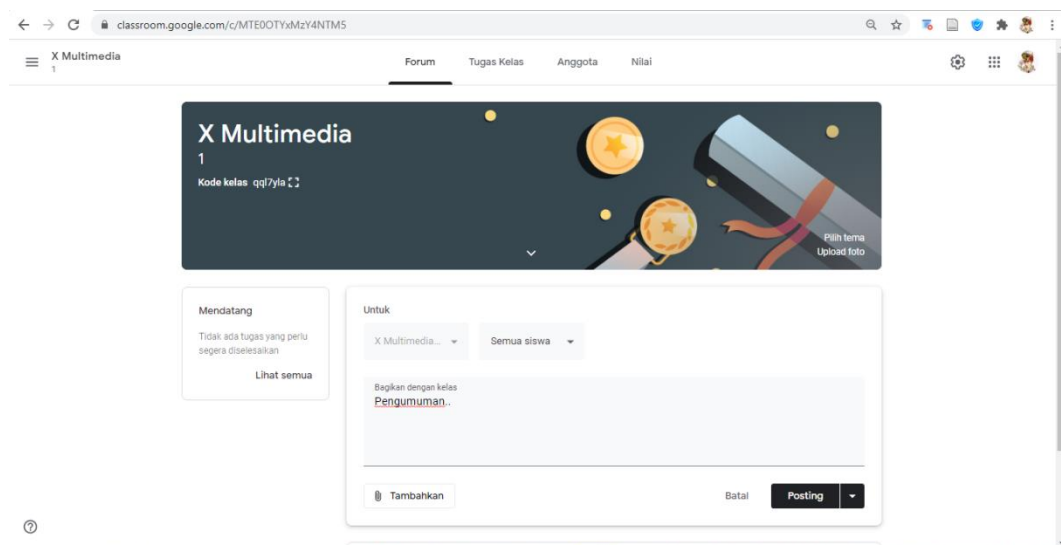 classroom.google.com/c/MTE0OTYxMzY4NTM5
X Multimedia
1
Forum Tugas Kelas Anggota Nilai
X Multimedia
1
Kode kelas qql7yla
Pilih tema
Upload foto
Mendatang
Tidak ada tugas yang perlu
segera diselesaikan
Lihat semua
Untuk
X Multimedia... Semua siswa
Bagikan dengan kelas
Pengumuman..
Tambahkan Batal Posting